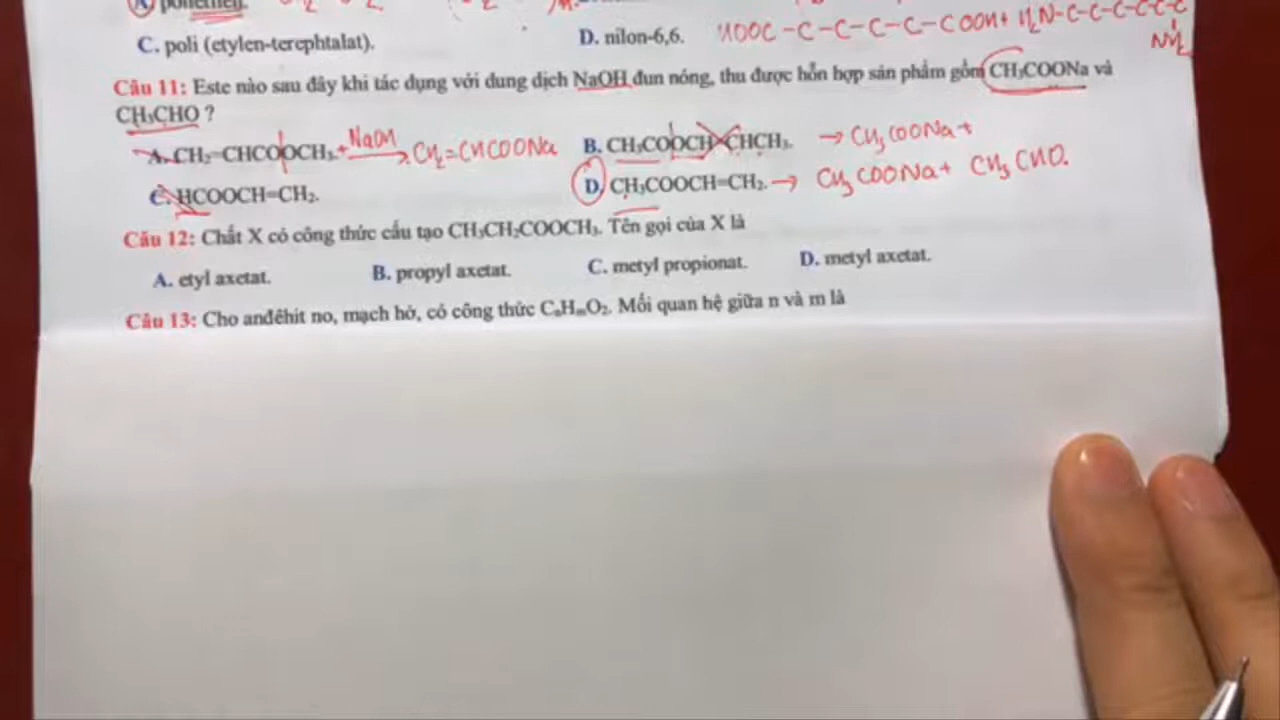 C. poli (etylen-terephtalat).
D. nilon-6,6. HOOC-C-C-C-C-COOH + H₂N-C-C-C-C-C-C
NH₂
Câu 11: Este nào sau đây khi tác dụng với dung dịch NaOH đun nóng, thu được hỗn hợp sản phẩm gồm CH₃COONa và
CH₃CHO ?
A. CH₂=CHCOOCH₃. + NaOH → CH₂=CHCOONa
B. CH₃COOCH=CHCH₃. → CH₃COONa +
C. HCOOCH=CH₂.
D. CH₃COOCH=CH₂. → CH₃COONa + CH₃CHO.
Câu 12: Chất X có công thức cấu tạo CH₃CH₂COOCH₃. Tên gọi của X là
A. etyl axetat. B. propyl axetat. C. metyl propionat. D. metyl axetat.
Câu 13: Cho anđêhit no, mạch hở, có công thức CₙHₘO₂. Mối quan hệ giữa n và m là